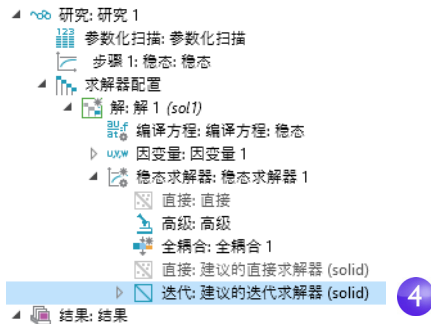 研究: 研究 1
参数化扫描: 参数化扫描
步骤 1: 稳态: 稳态
求解器配置
解: 解 1 (sol1)
编译方程: 编译方程: 稳态
因变量: 因变量 1
稳态求解器: 稳态求解器 1
直接: 直接
高级: 高级
全耦合: 全耦合 1
直接: 建议的直接求解器 (solid)
迭代: 建议的迭代求解器 (solid) 4
结果: 结果